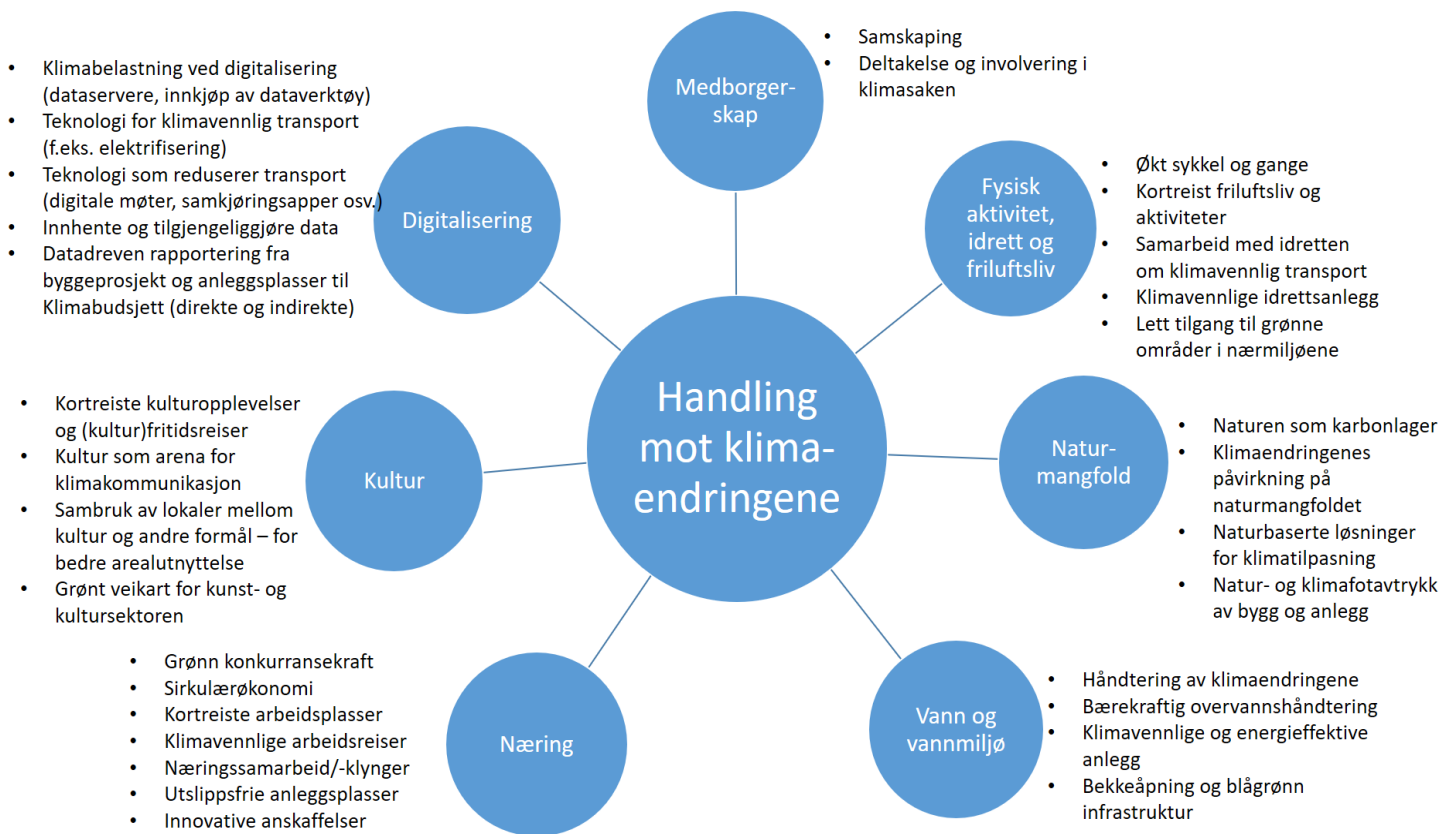 Handling
mot klima-
endringene
Medborger-
skap
• Samskaping
• Deltakelse og involvering i
klimasaken
Fysisk
aktivitet,
idrett og
friluftsliv
• Økt sykkel og gange
• Kortreist friluftsliv og
aktiviteter
• Samarbeid med idretten
om klimavennlig transport
• Klimavennlige idrettsanlegg
• Lett tilgang til grønne
områder i nærmiljøene
Natur-
mangfold
• Naturen som karbonlager
• Klimaendringenes
påvirkning på
naturmangfoldet
• Naturbaserte løsninger
for klimatilpasning
• Natur- og klimafotavtrykk
av bygg og anlegg
Vann og
vannmiljø
• Håndtering av klimaendringene
• Bærekraftig overvannshåndtering
• Klimavennlige og energieffektive
anlegg
• Bekkeåpning og blågrønn
infrastruktur
Næring
• Grønn konkurransekraft
• Sirkulærøkonomi
• Kortreiste arbeidsplasser
• Klimavennlige arbeidsreiser
• Næringssamarbeid/-klynger
• Utslippsfrie anleggsplasser
• Innovative anskaffelser
Kultur
• Kortreiste kulturopplevelser
og (kultur)fritidsreiser
• Kultur som arena for
klimakommunikasjon
• Sambruk av lokaler mellom
kultur og andre formål – for
bedre arealutnyttelse
• Grønt veikart for kunst- og
kultursektoren
Digitalisering
• Klimabelastning ved digitalisering
(dataservere, innkjøp av dataverktøy)
• Teknologi for klimavennlig transport
(f.eks. elektrifisering)
• Teknologi som reduserer transport
(digitale møter, samkjøringsapper osv.)
• Innhente og tilgjengeliggjøre data
• Datadreven rapportering fra
byggeprosjekt og anleggsplasser til
Klimabudsjett (direkte og indirekte)